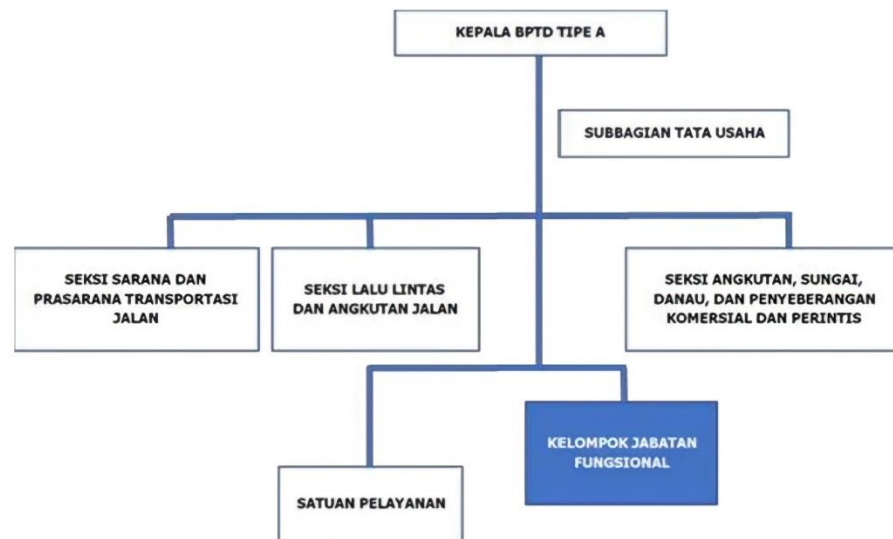 KEPALA BPTD TIPE A
SUBBAGIAN TATA USAHA
SEKSI SARANA DAN
PRASARANA TRANSPORTASI
JALAN
SEKSI LALU LINTAS
DAN ANGKUTAN JALAN
SEKSI ANGKUTAN, SUNGAI,
DANAU, DAN PENYEBERANGAN
KOMERSIAL DAN PERINTIS
KELOMPOK JABATAN
FUNGSIONAL
SATUAN PELAYANAN